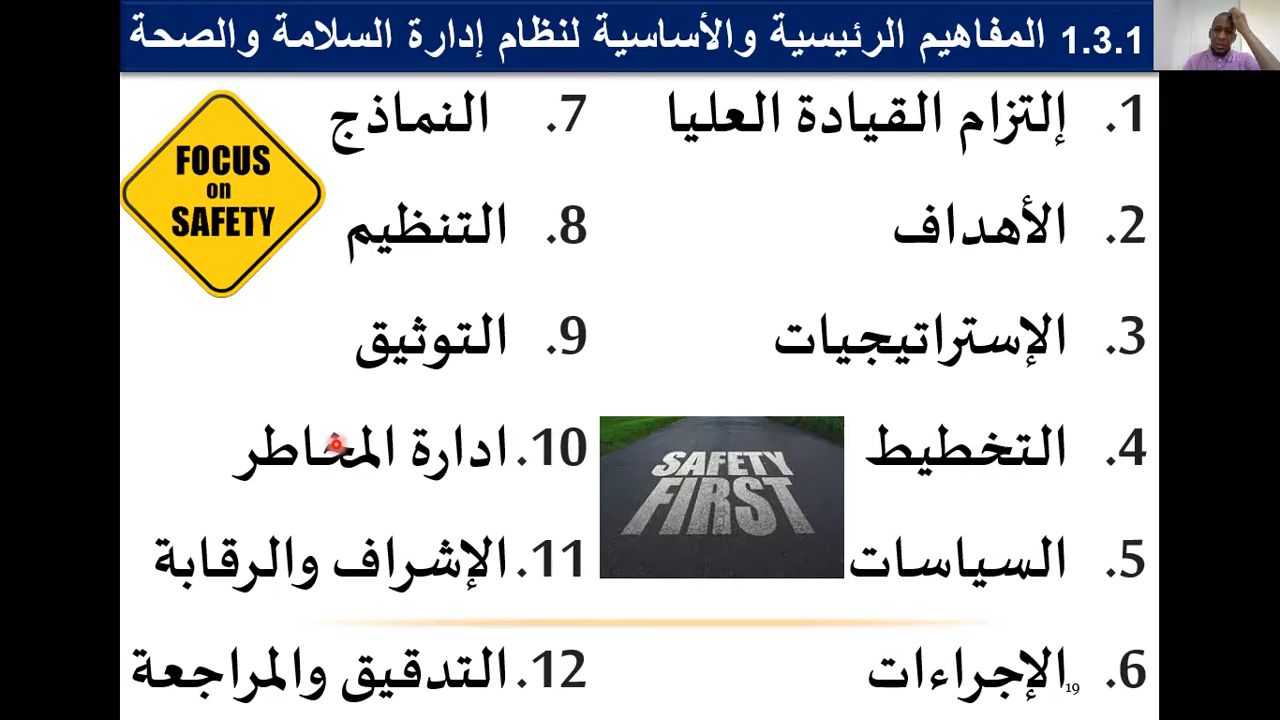 1.3.1 المفاهيم الرئيسية والأساسية لنظام إدارة السلامة والصحة
1. إلتزام القيادة العليا
2. الأهداف
3. الإستراتيجيات
4. التخطيط
5. السياسات
6. الإجراءات
7. النماذج
8. التنظيم
9. التوثيق
10. ادارة المخاطر
11. الإشراف والرقابة
12. التدقيق والمراجعة
FOCUS
on
SAFETY
SAFETY
FIRST
19